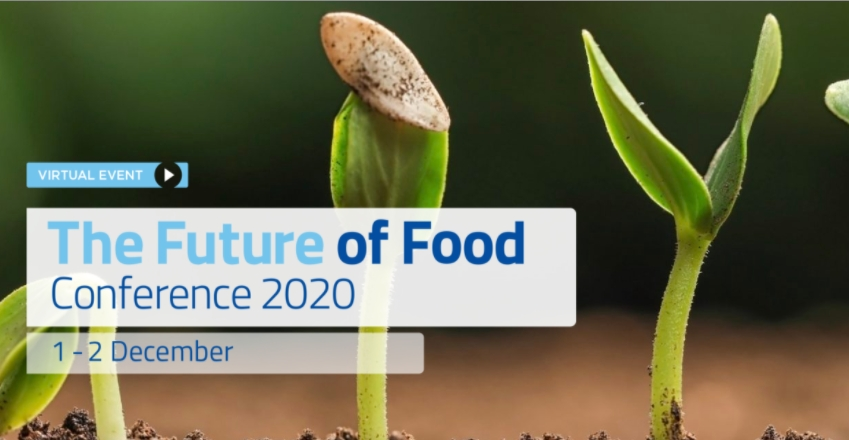 VIRTUAL EVENT
The Future of Food
Conference 2020
1 - 2 December